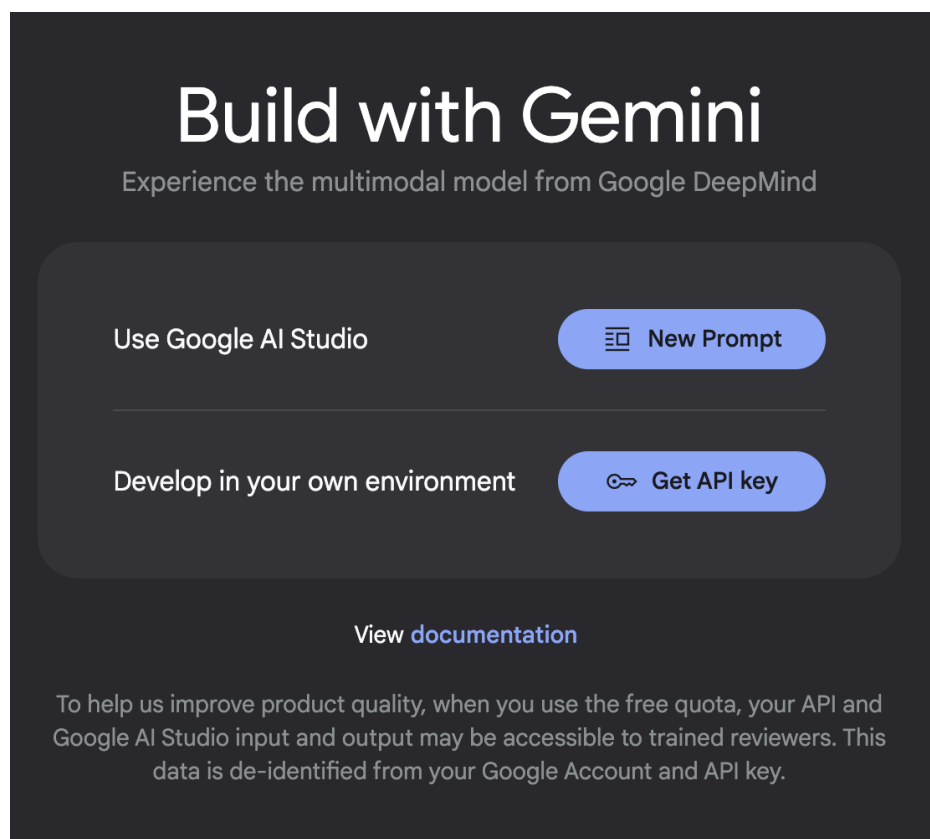 Build with Gemini
Experience the multimodal model from Google DeepMind
Use Google AI Studio
New Prompt
Develop in your own environment
Get API key
View documentation
To help us improve product quality, when you use the free quota, your API and
Google AI Studio input and output may be accessible to trained reviewers. This
data is de-identified from your Google Account and API key.